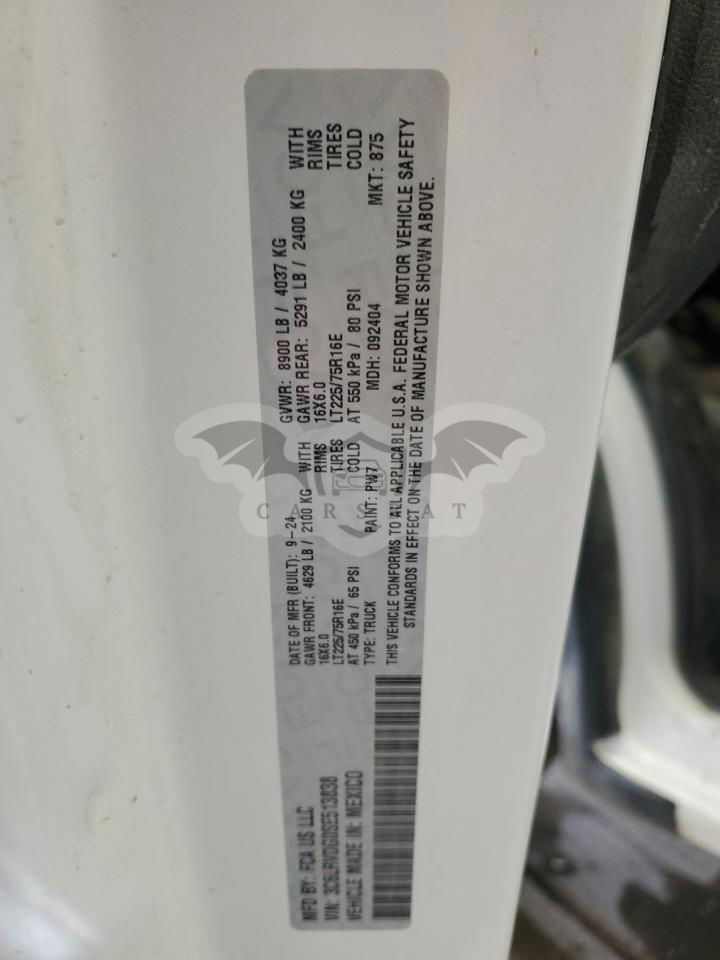 MFD BY: FCA US LLC
VIN: 3C6LRVDG0SE513838
VEHICLE MADE IN: MEXICO
DATE OF MFR (BUILT): 9-24 GVWR: 8900 LB / 4037 KG
GAWR FRONT: 4629 LB / 2100 KG WITH GAWR REAR: 5291 LB / 2400 KG WITH
16X6.0 RIMS 16X6.0 RIMS
LT225/75R16E TIRES LT225/75R16E TIRES
AT 450 kPa / 65 PSI COLD AT 550 kPa / 80 PSI COLD
TYPE: TRUCK PAINT: PW7 MDH: 092404 MKT: 875
THIS VEHICLE CONFORMS TO ALL APPLICABLE U.S.A. FEDERAL MOTOR VEHICLE SAFETY
STANDARDS IN EFFECT ON THE DATE OF MANUFACTURE SHOWN ABOVE.